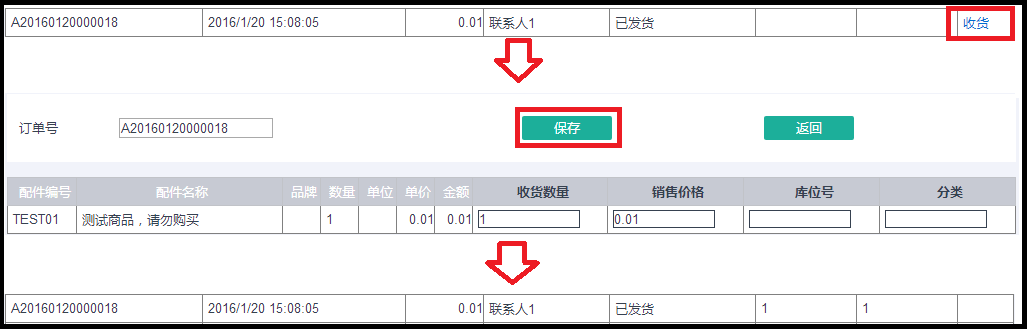 A20160120000018 2016/1/20 15:08:05 0.01 联系人1 已发货 收货
订单号 A20160120000018 保存 返回
配件编号 配件名称 品牌 数量 单位 单价 金额 收货数量 销售价格 库位号 分类
TEST01 测试商品，请勿购买 1 0.01 0.01 1 0.01
A20160120000018 2016/1/20 15:08:05 0.01 联系人1 已发货 1 1